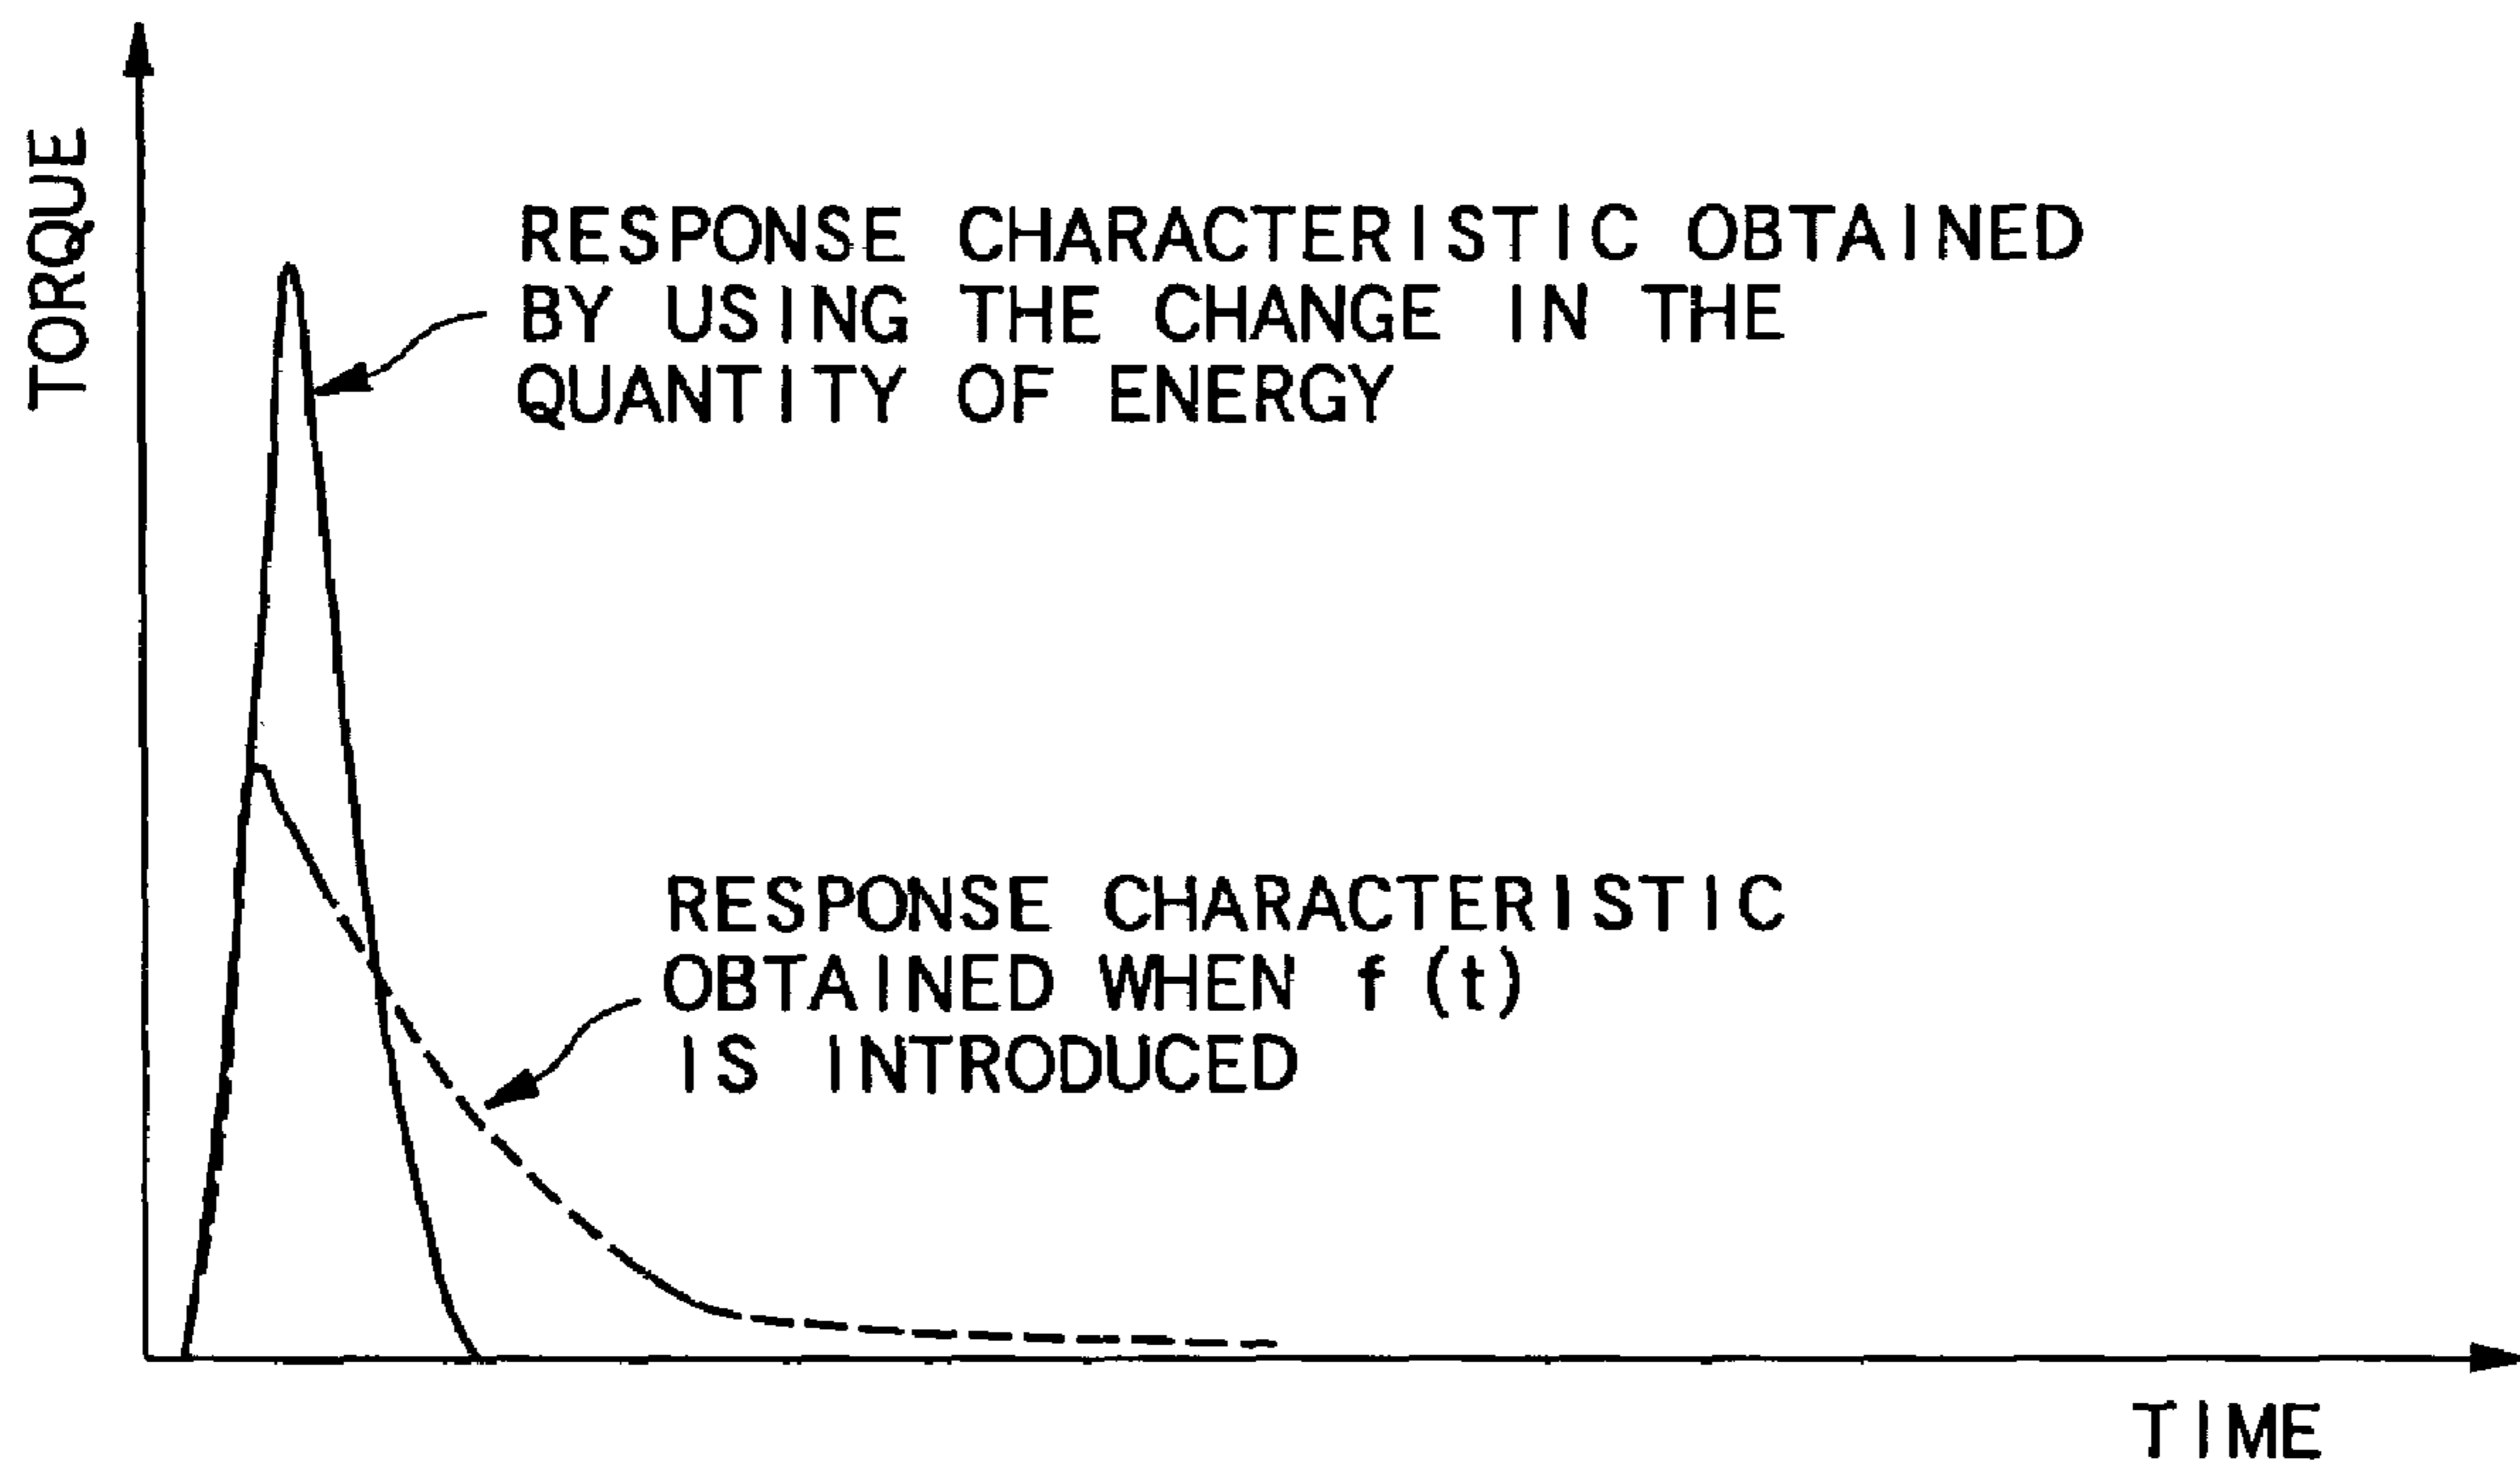 TORQUE
RESPONSE CHARACTERISTIC OBTAINED
BY USING THE CHANGE IN THE
QUANTITY OF ENERGY
RESPONSE CHARACTERISTIC
OBTAINED WHEN f (t)
IS INTRODUCED
TIME